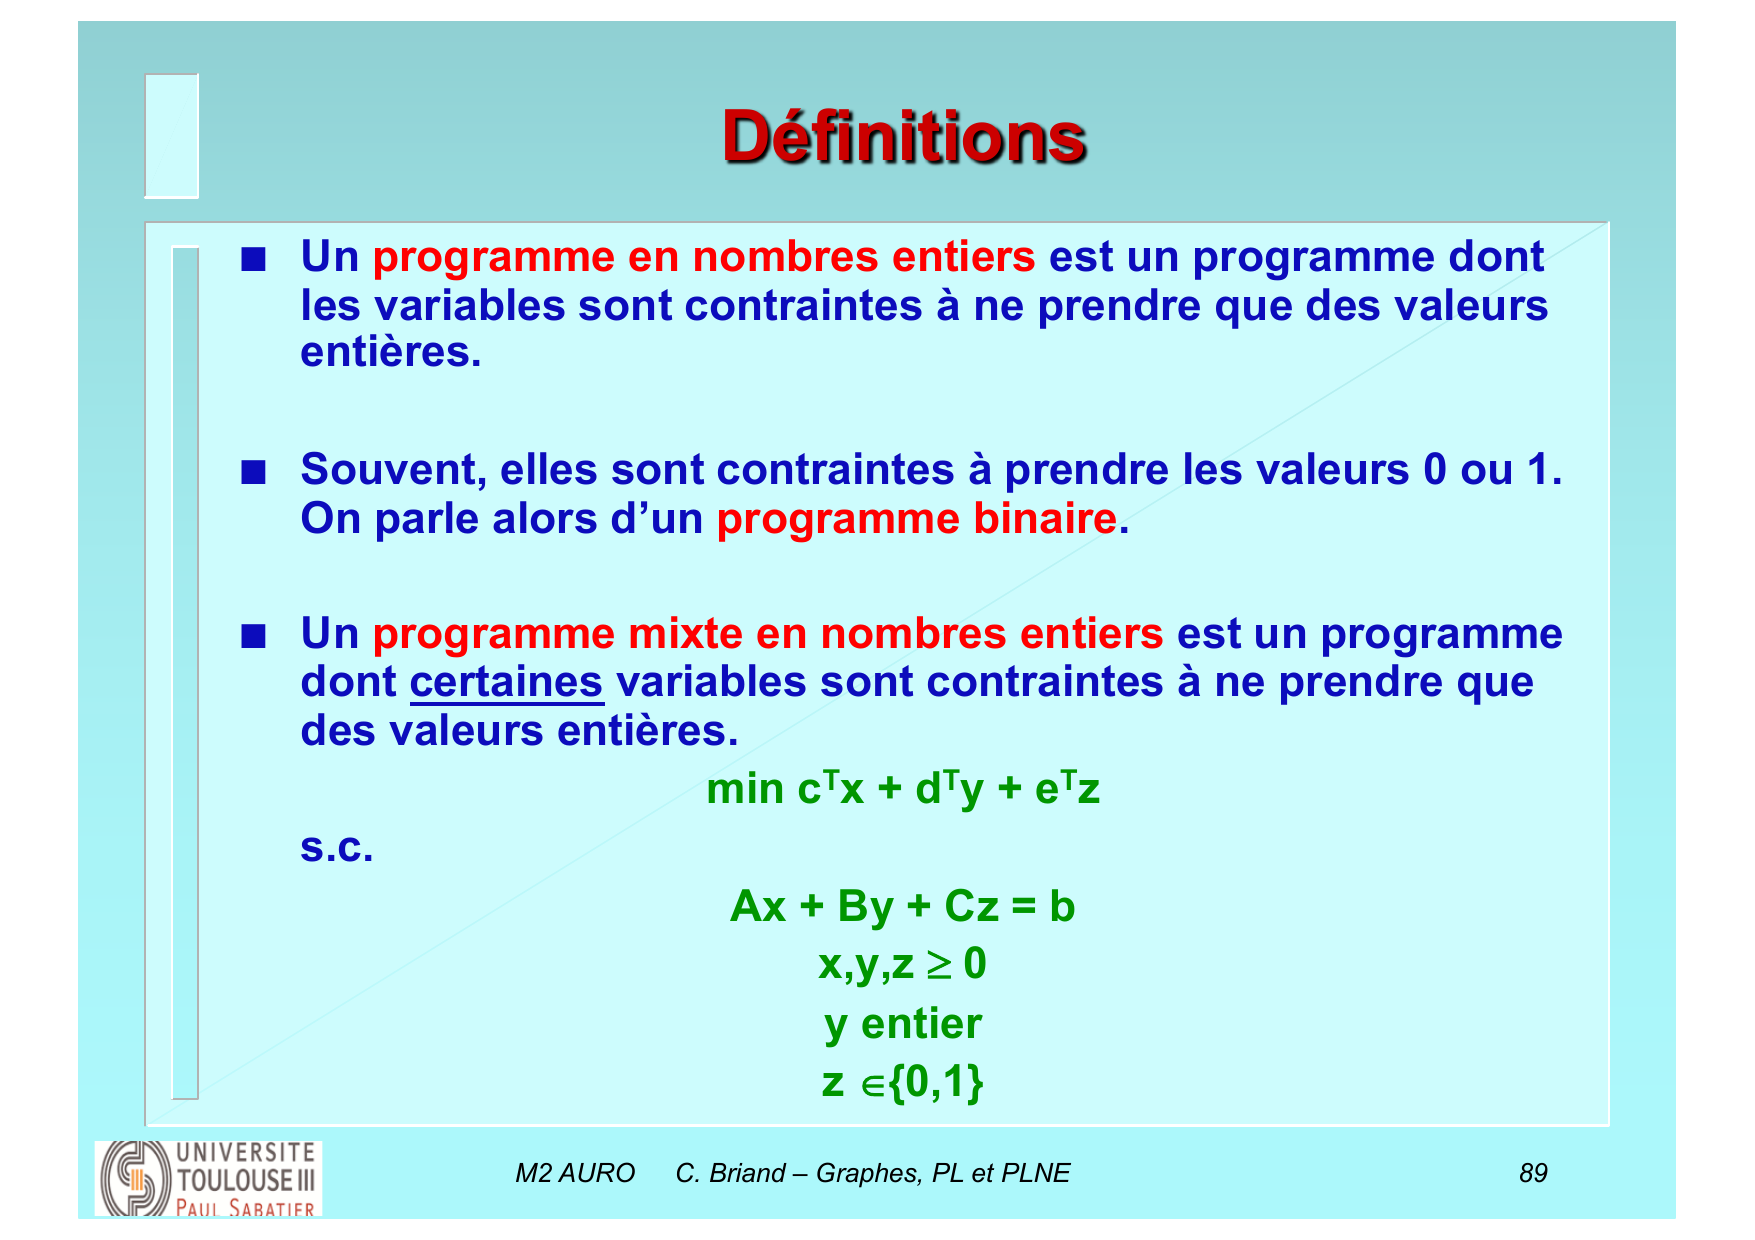 Définitions
■ Un programme en nombres entiers est un programme dont
les variables sont contraintes à ne prendre que des valeurs
entières.
■ Souvent, elles sont contraintes à prendre les valeurs 0 ou 1.
On parle alors d’un programme binaire.
■ Un programme mixte en nombres entiers est un programme
dont certaines variables sont contraintes à ne prendre que
des valeurs entières.
min cᵀx + dᵀy + eᵀz
s.c.
Ax + By + Cz = b
x,y,z ≥ 0
y entier
z ∈{0,1}
UNIVERSITE
TOULOUSE III
PAUL SABATIER
M2 AURO C. Briand – Graphes, PL et PLNE 89